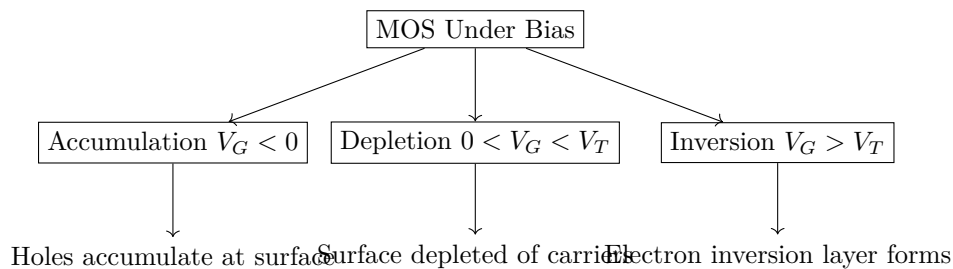 MOS Under Bias
Accumulation V_G < 0
Depletion 0 < V_G < V_T
Inversion V_G > V_T
Holes accumulate at surface
Surface depleted of carriers
Electron inversion layer forms